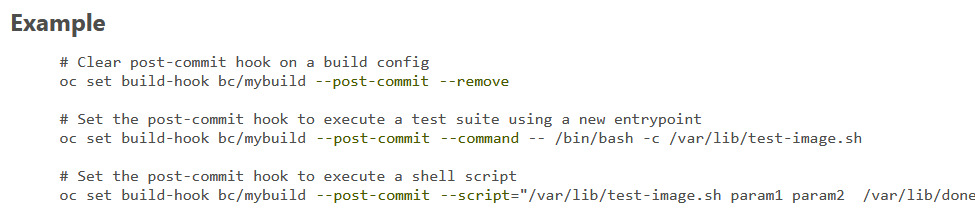 Example
# Clear post-commit hook on a build config
oc set build-hook bc/mybuild --post-commit --remove
# Set the post-commit hook to execute a test suite using a new entrypoint
oc set build-hook bc/mybuild --post-commit --command -- /bin/bash -c /var/lib/test-image.sh
# Set the post-commit hook to execute a shell script
oc set build-hook bc/mybuild --post-commit --script="/var/lib/test-image.sh param1 param2  /var/lib/done